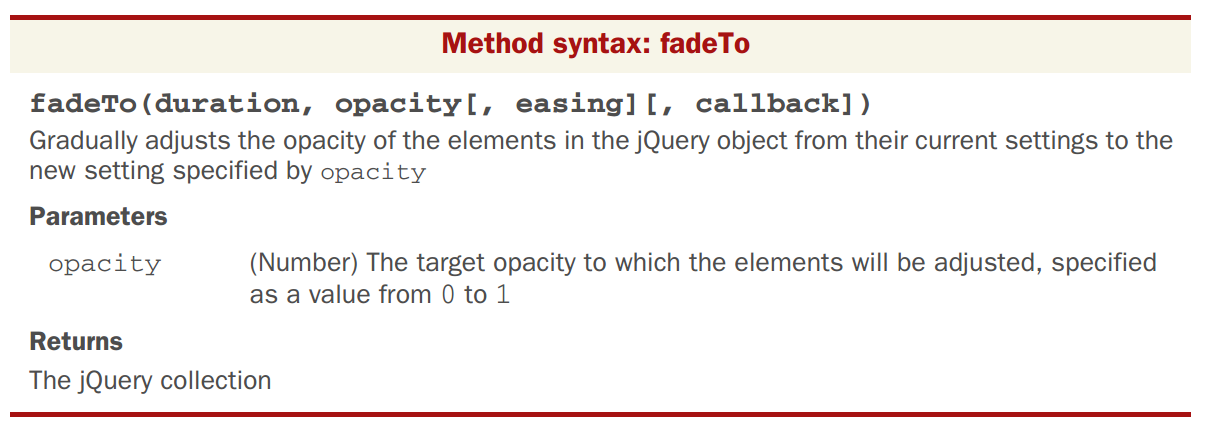 Method syntax: fadeTo
fadeTo(duration, opacity[, easing][, callback])
Gradually adjusts the opacity of the elements in the jQuery object from their current settings to the
new setting specified by opacity
Parameters
opacity (Number) The target opacity to which the elements will be adjusted, specified
as a value from 0 to 1
Returns
The jQuery collection